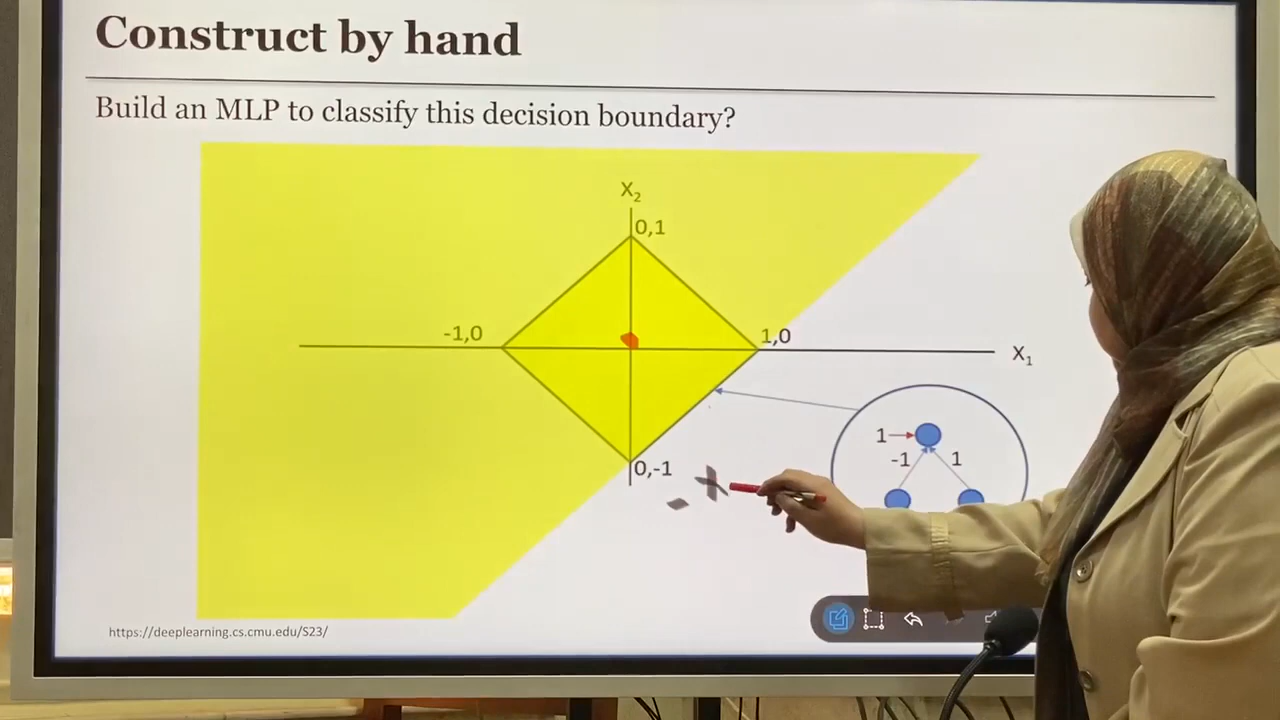 Construct by hand
Build an MLP to classify this decision boundary?
X₂
0,1
-1,0
1,0
X₁
1
-1
1
0,-1
https://deeplearning.cs.cmu.edu/S23/